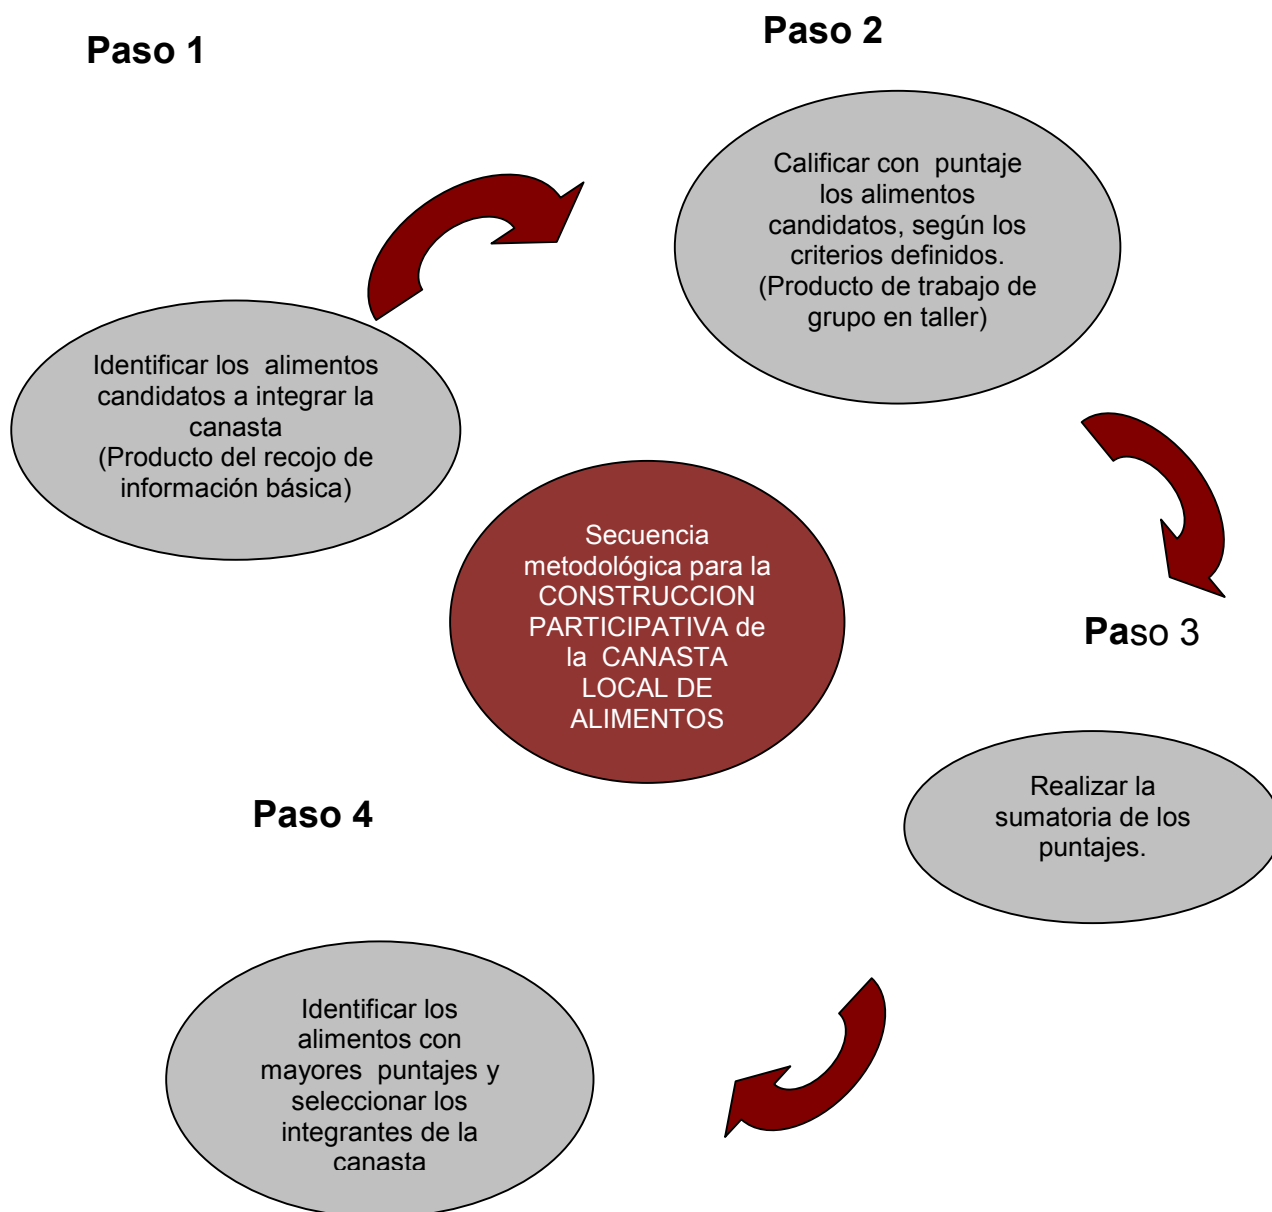 Paso 1
Identificar los alimentos
candidatos a integrar la
canasta
(Producto del recojo de
información básica)
Paso 2
Calificar con puntaje
los alimentos
candidatos, según los
criterios definidos.
(Producto de trabajo de
grupo en taller)
Secuencia
metodológica para la
CONSTRUCCION
PARTICIPATIVA de
la CANASTA
LOCAL DE
ALIMENTOS
Paso 3
Realizar la
sumatoria de los
puntajes.
Paso 4
Identificar los
alimentos con
mayores puntajes y
seleccionar los
integrantes de la
canasta